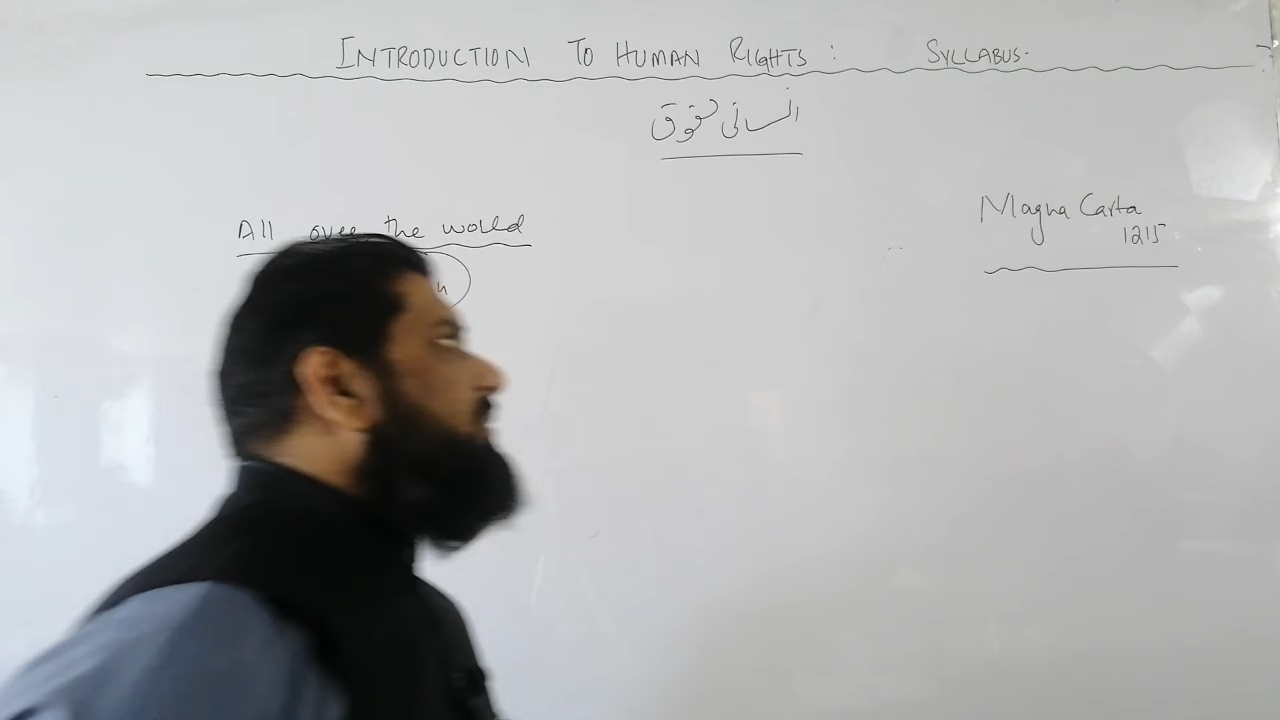 INTRODUCTION TO HUMAN RIGHTS : SYLLABUS.
انسانی حقوق
Magna Carta
1215
All over the world